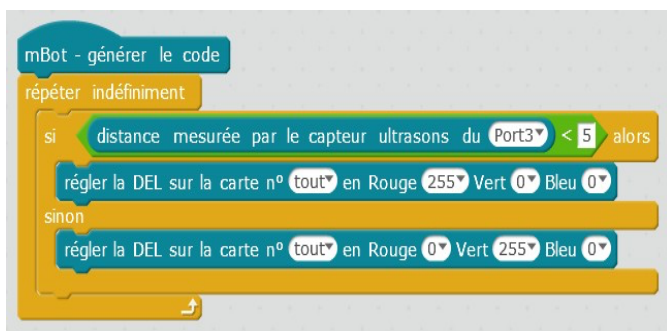 mBot - générer le code
répéter indéfiniment
si distance mesurée par le capteur ultrasons du Port3 < 5 alors
régler la DEL sur la carte nº tout en Rouge 255 Vert 0 Bleu 0
sinon
régler la DEL sur la carte nº tout en Rouge 0 Vert 255 Bleu 0